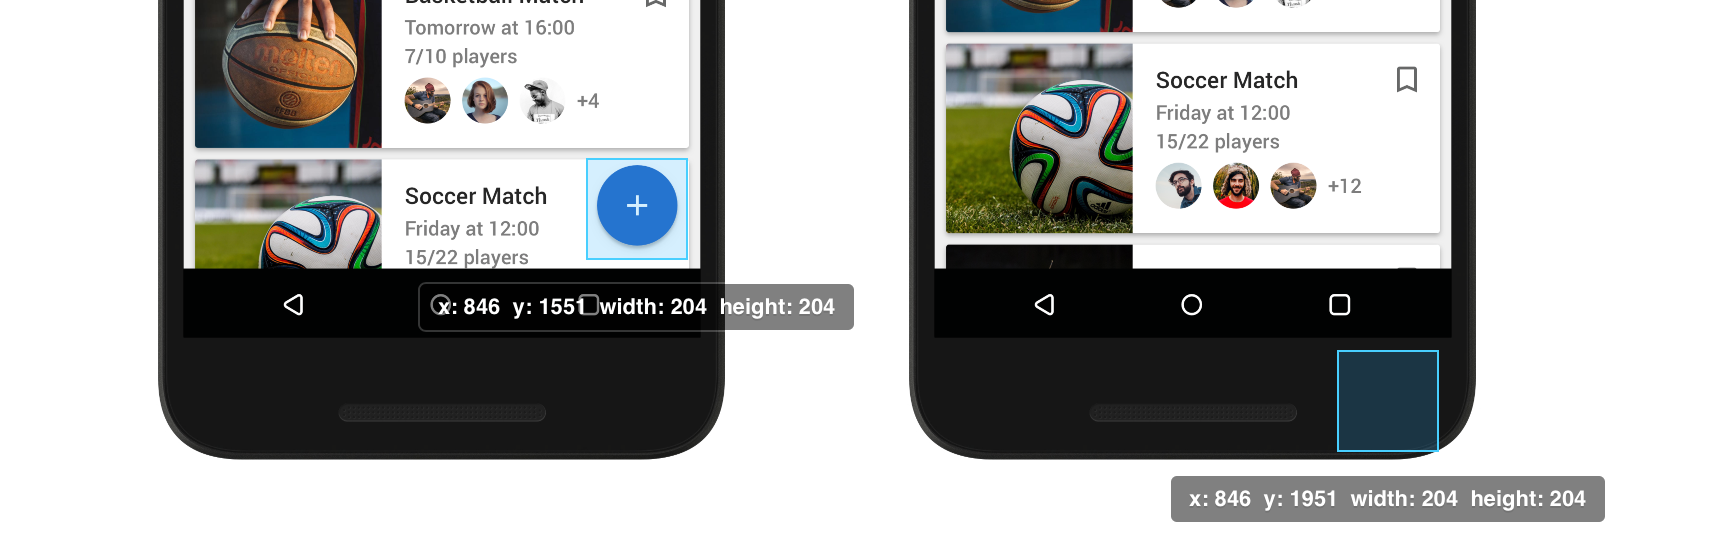 Basketball Match
Tomorrow at 16:00
7/10 players
+4
Soccer Match
Friday at 12:00
15/22 players
x: 846 y: 1551 width: 204 height: 204
Soccer Match
Friday at 12:00
15/22 players
+12
x: 846 y: 1951 width: 204 height: 204